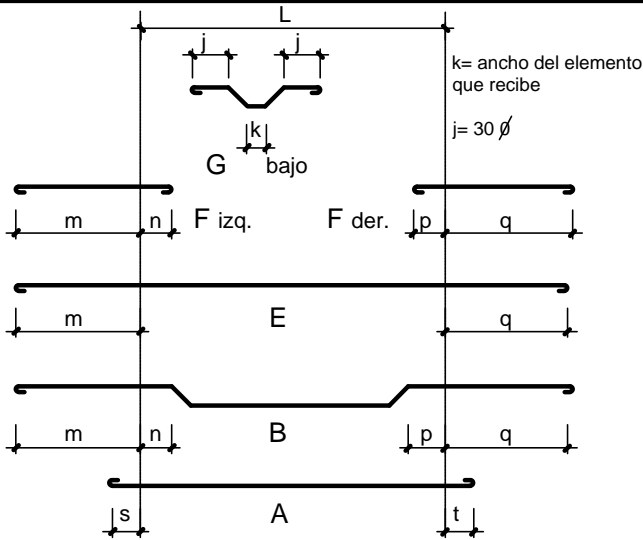 L
j j
k= ancho del elemento
que recibe
k
j= 30 Ø
G bajo
F izq. F der.
m n p q
m E q
m n B p q
A
s t